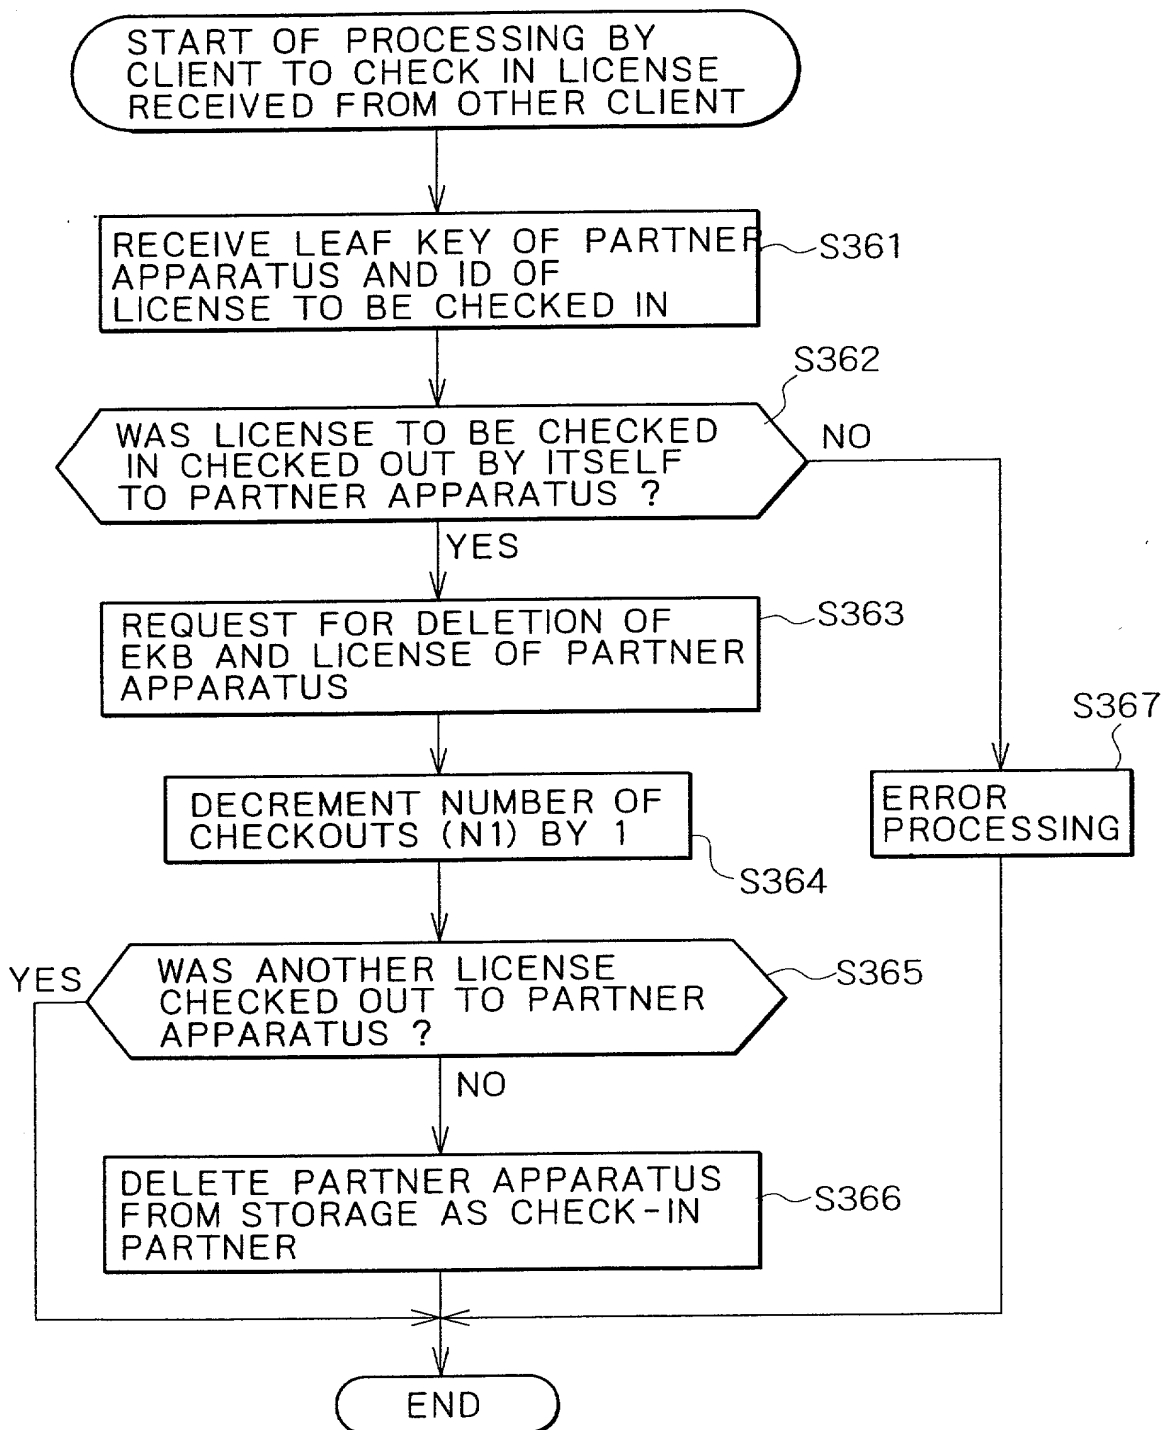 START OF PROCESSING BY
CLIENT TO CHECK IN LICENSE
RECEIVED FROM OTHER CLIENT
RECEIVE LEAF KEY OF PARTNER
APPARATUS AND ID OF
LICENSE TO BE CHECKED IN
S361
S362
WAS LICENSE TO BE CHECKED
IN CHECKED OUT BY ITSELF
TO PARTNER APPARATUS ?
NO
YES
REQUEST FOR DELETION OF
EKB AND LICENSE OF PARTNER
APPARATUS
S363
S367
ERROR
PROCESSING
DECREMENT NUMBER OF
CHECKOUTS (N1) BY 1
S364
YES
WAS ANOTHER LICENSE
CHECKED OUT TO PARTNER
APPARATUS ?
S365
NO
DELETE PARTNER APPARATUS
FROM STORAGE AS CHECK-IN
PARTNER
S366
END